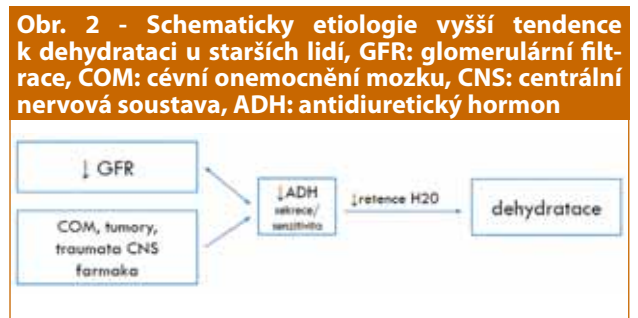 Obr. 2 - Schematicky etiologie vyšší tendence
k dehydrataci u starších lidí, GFR: glomerulární filt-
race, COM: cévní onemocnění mozku, CNS: centrální
nervová soustava, ADH: antidiuretický hormon
↓ GFR
COM, tumory,
traumata CNS
farmaka
↓ADH
sekrece/
senzitivita
↓retence H20
dehydratace